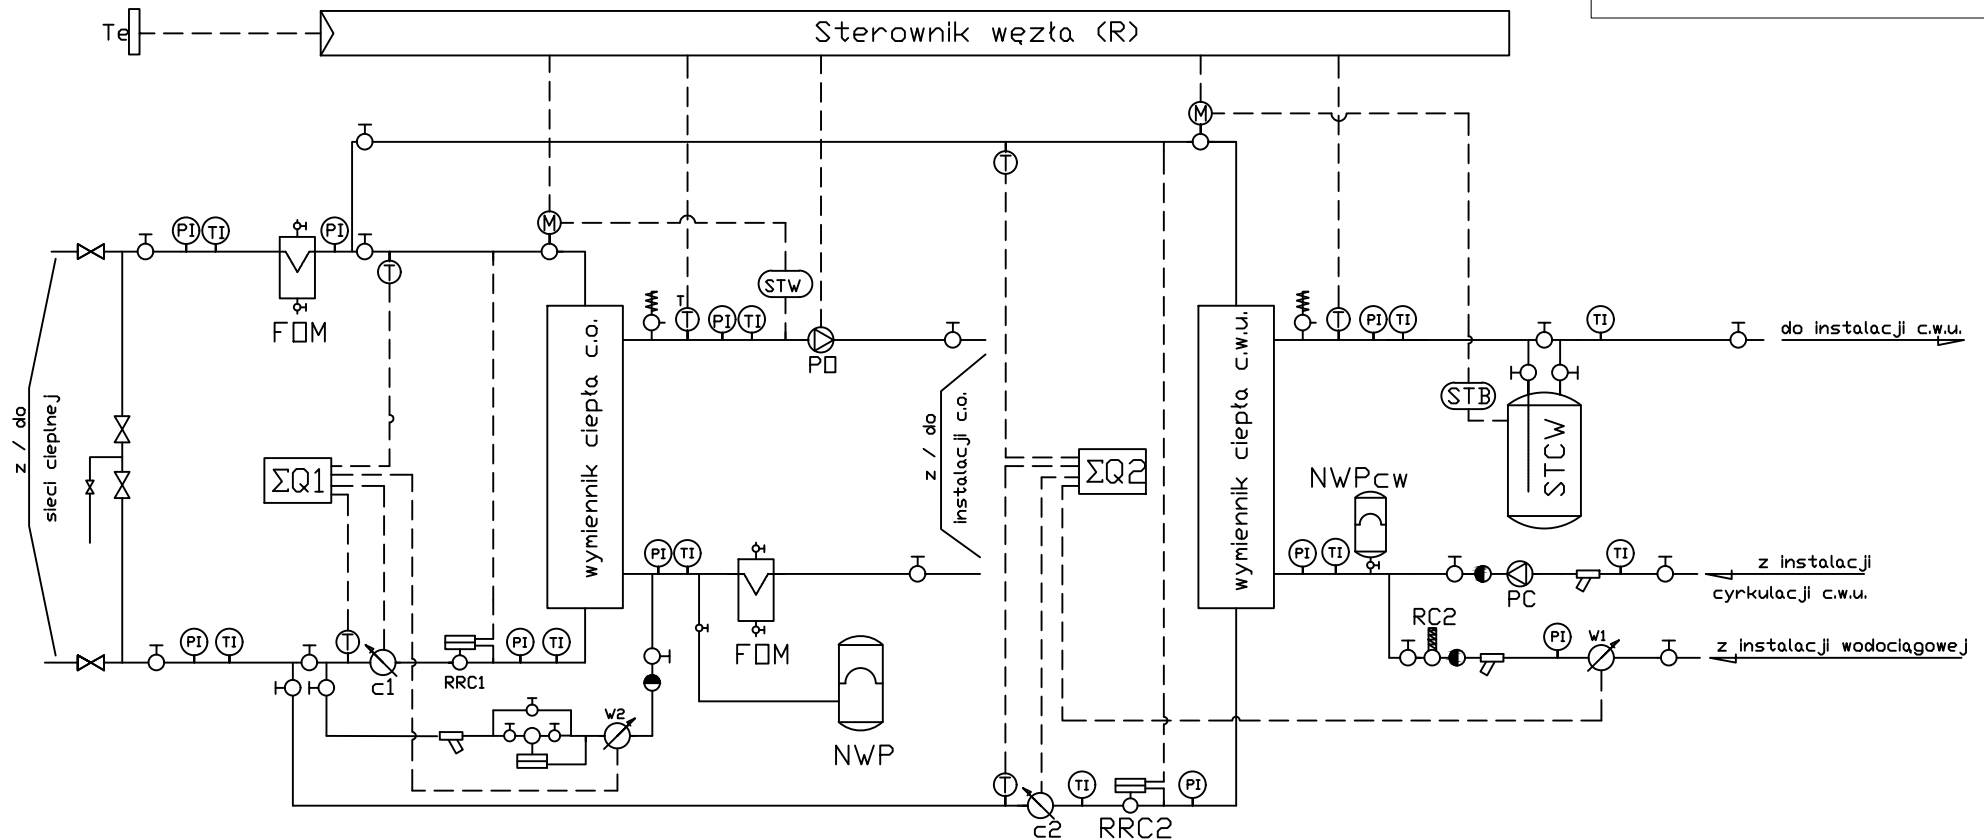 Te
Sterownik węzła (R)
M
T
PI
TI
PI
M
T
FOM
STW
T
T
PI
TI
PO
T
PI
TI
TI
do instalacji c.w.u.
z / do
sieci cieplnej
wymiennik ciepła c.o.
z / do
instalacji c.o.
wymiennik ciepła c.w.u.
STB
STCW
ΣQ1
ΣQ2
NWPcw
PI
TI
FOM
PI
TI
PC
TI
z instalacji
cyrkulacji c.w.u.
RC2
PI
W1
z instalacji wodociągowej
PI
TI
T
c1
RRC1
PI
TI
W2
NWP
T
c2
TI
RRC2
PI